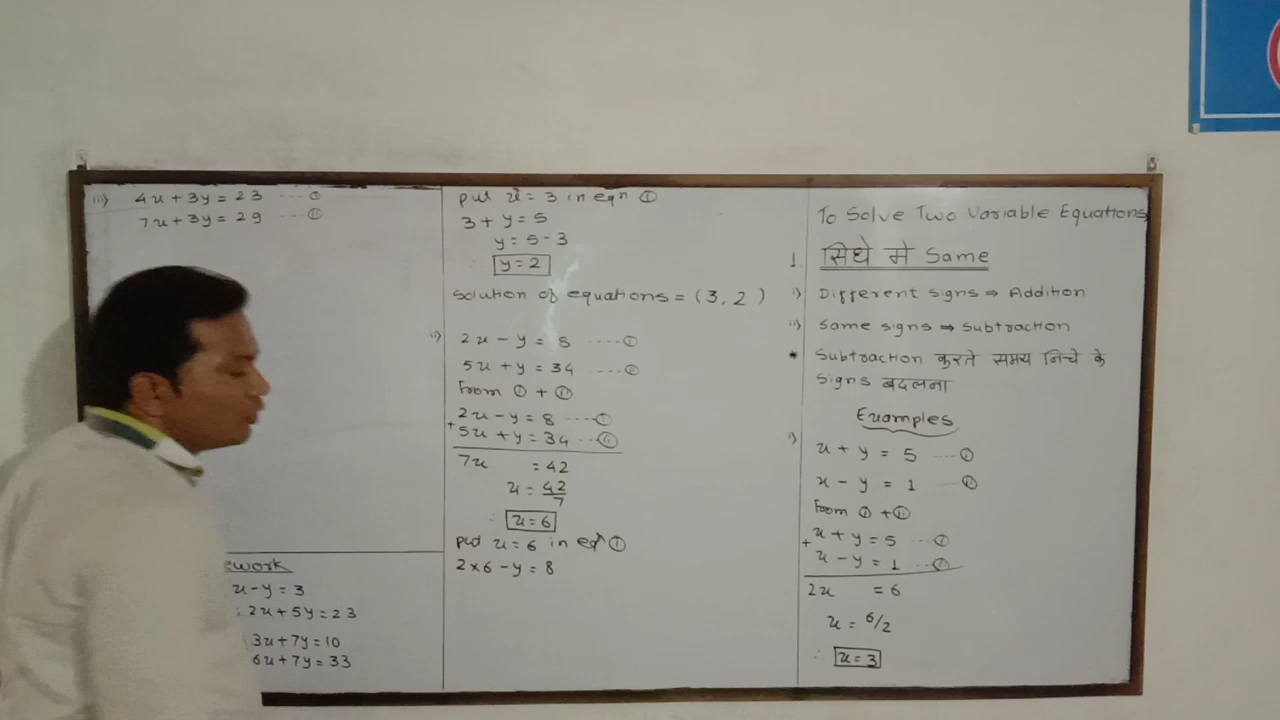 iii) 4x + 3y = 23 ---- ①
7x + 3y = 29 ---- ②
ework
x - y = 3
: 2x + 5y = 23
3x + 7y = 10
6x + 7y = 33
put x = 3 in eqn ①
3 + y = 5
y = 5 - 3
∴ y = 2
Solution of equations = (3, 2)
ii) 2x - y = 8 ---- ①
5x + y = 34 ---- ②
From ① + ②
2x - y = 8 ---- ①
+ 5x + y = 34 --- ②
7x = 42
x = 42/7
∴ x = 6
put x = 6 in eqn ①
2 × 6 - y = 8
To Solve Two Variable Equations
1. सिधे मे Same
i) Different signs ⇒ Addition
ii) Same signs ⇒ Subtraction
* Subtraction करते समय निचे के
Signs बदलना
Examples
i) x + y = 5 ---- ①
x - y = 1 ---- ②
From ① + ②
x + y = 5 --- ①
+ x - y = 1 --- ②
2x = 6
x = 6/2
∴ x = 3